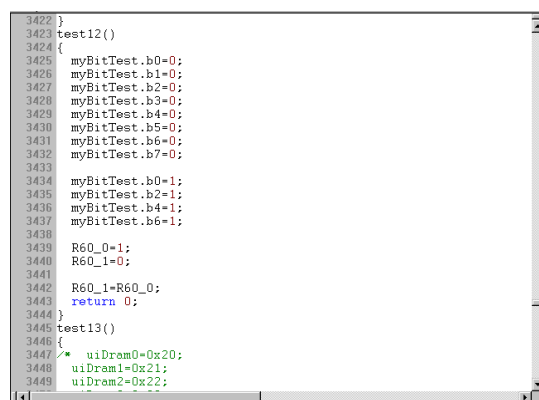 3422 }
3423 test12()
3424 {
3425   myBitTest.b0=0;
3426   myBitTest.b1=0;
3427   myBitTest.b2=0;
3428   myBitTest.b3=0;
3429   myBitTest.b4=0;
3430   myBitTest.b5=0;
3431   myBitTest.b6=0;
3432   myBitTest.b7=0;
3433
3434   myBitTest.b0=1;
3435   myBitTest.b2=1;
3436   myBitTest.b4=1;
3437   myBitTest.b6=1;
3438
3439   R60_0=1;
3440   R60_1=0;
3441
3442   R60_1=R60_0;
3443   return 0;
3444 }
3445 test13()
3446 {
3447 /*  uiDram0=0x20;
3448   uiDram1=0x21;
3449   uiDram2=0x22;